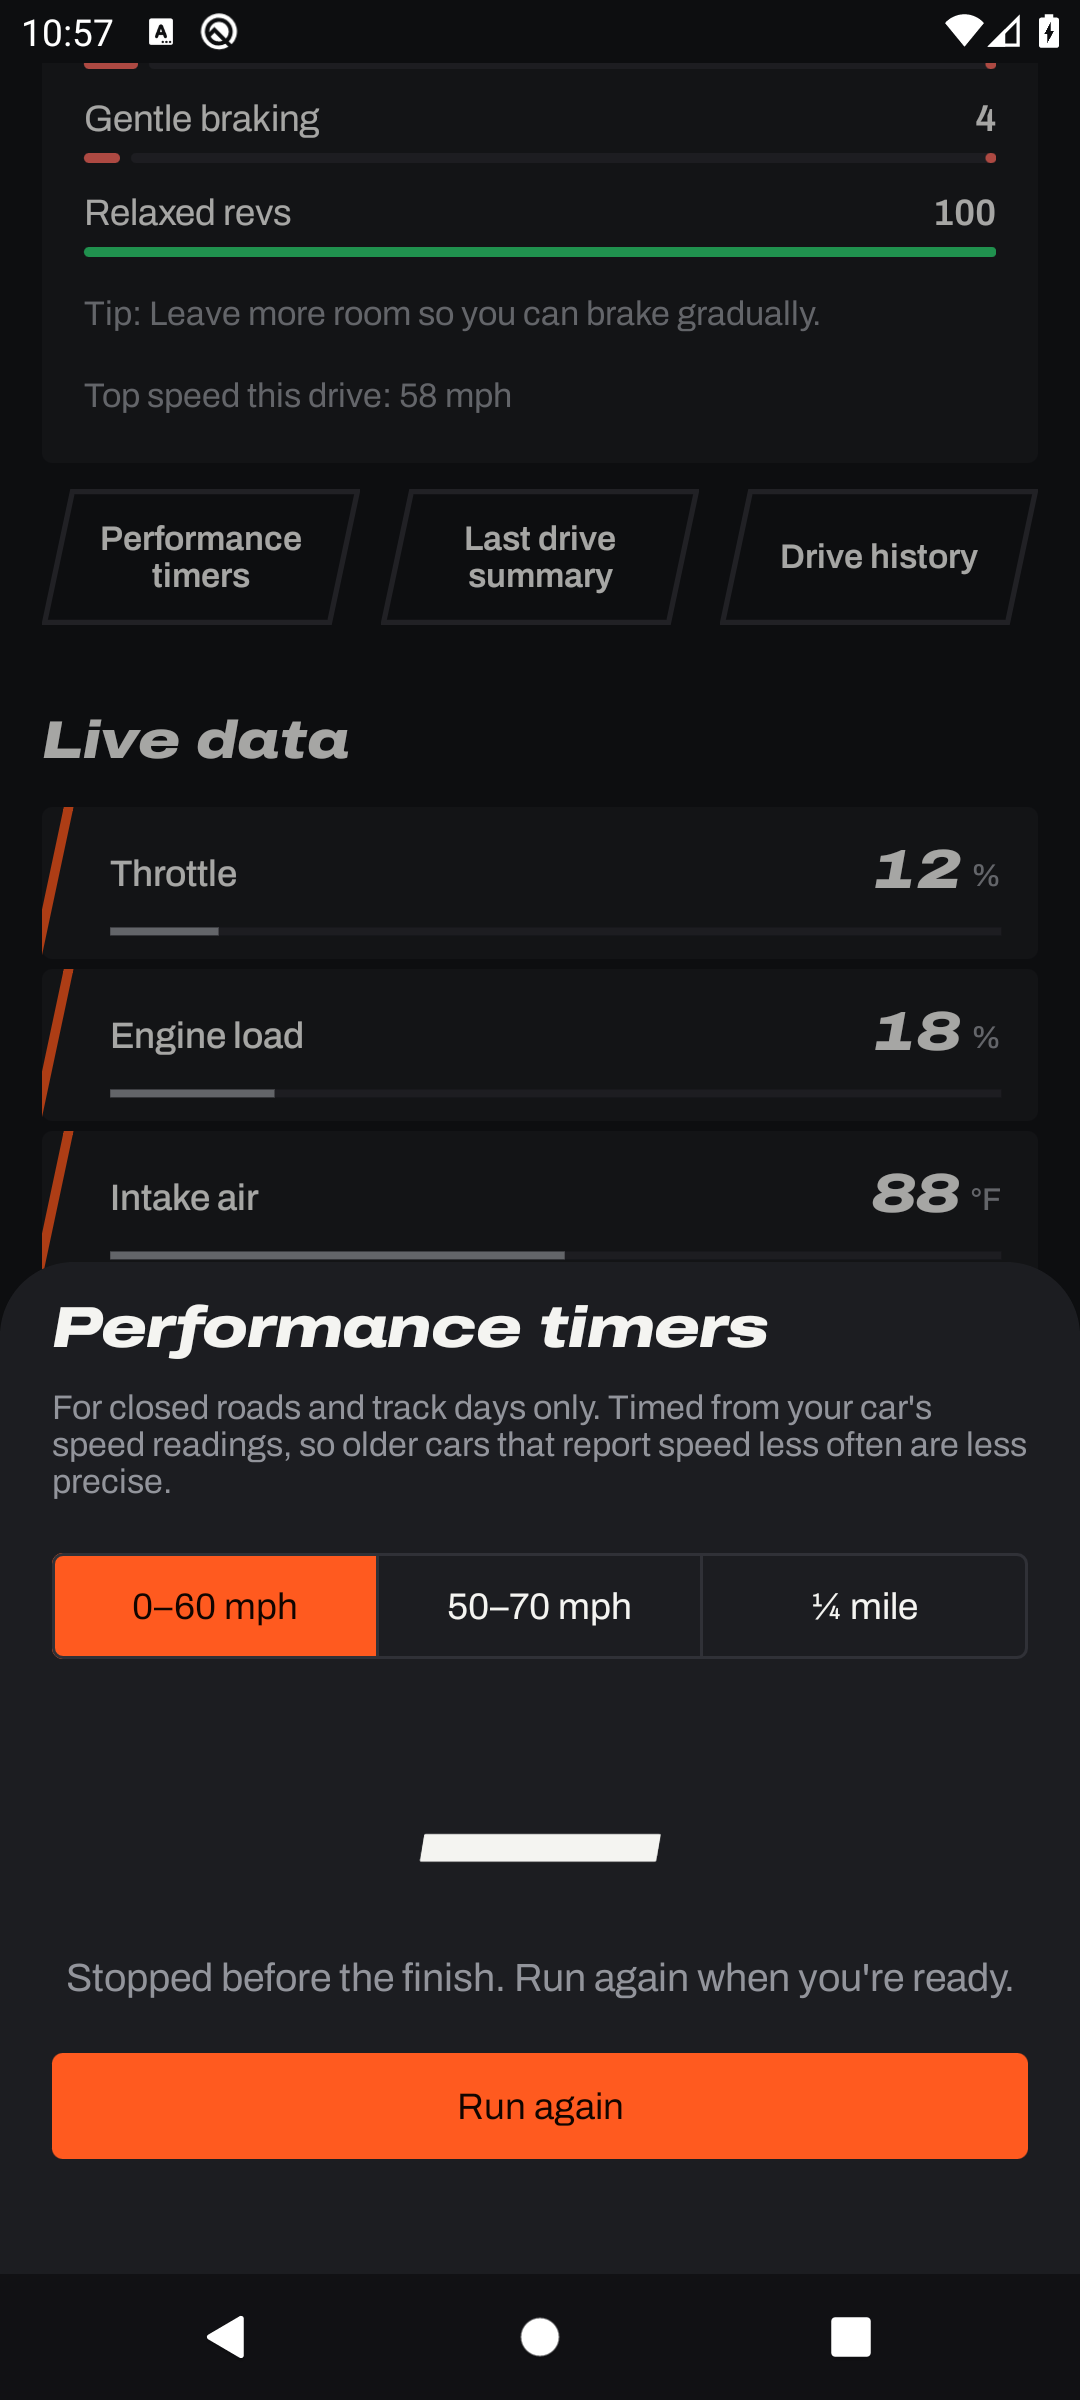 10:57
Gentle braking 4
Relaxed revs 100
Tip: Leave more room so you can brake gradually.
Top speed this drive: 58 mph
Performance timers
Last drive summary
Drive history
Live data
Throttle 12 %
Engine load 18 %
Intake air 88 °F
Performance timers
For closed roads and track days only. Timed from your car's
speed readings, so older cars that report speed less often are less
precise.
0–60 mph 50–70 mph ¼ mile
Stopped before the finish. Run again when you're ready.
Run again